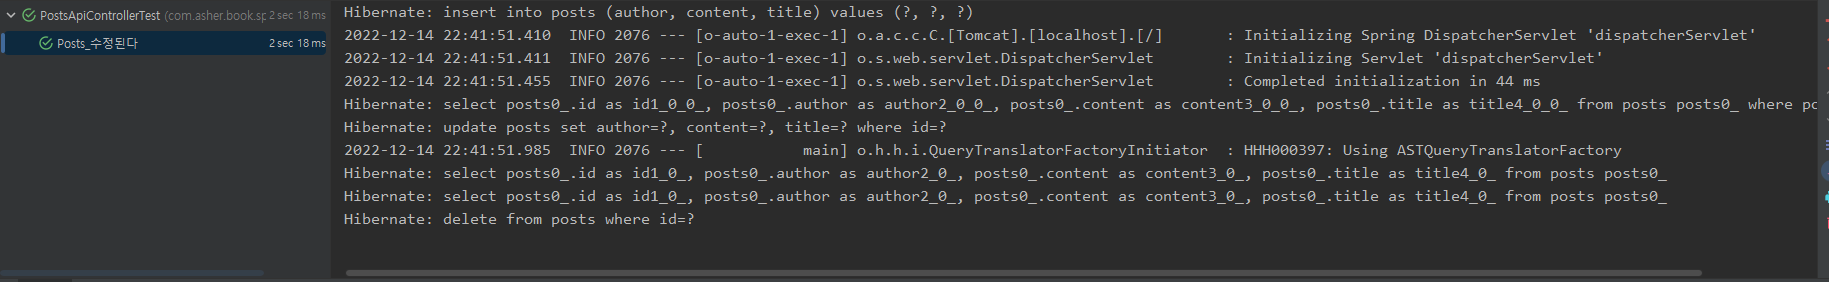 PostsApiControllerTest (com.asher.book.sp 2 sec 18 ms
Posts_수정된다 2 sec 18 ms
Hibernate: insert into posts (author, content, title) values (?, ?, ?)
2022-12-14 22:41:51.410  INFO 2076 --- [o-auto-1-exec-1] o.a.c.c.C.[Tomcat].[localhost].[/]       : Initializing Spring DispatcherServlet 'dispatcherServlet'
2022-12-14 22:41:51.411  INFO 2076 --- [o-auto-1-exec-1] o.s.web.servlet.DispatcherServlet        : Initializing Servlet 'dispatcherServlet'
2022-12-14 22:41:51.455  INFO 2076 --- [o-auto-1-exec-1] o.s.web.servlet.DispatcherServlet        : Completed initialization in 44 ms
Hibernate: select posts0_.id as id1_0_0_, posts0_.author as author2_0_0_, posts0_.content as content3_0_0_, posts0_.title as title4_0_0_ from posts posts0_ where po
Hibernate: update posts set author=?, content=?, title=? where id=?
2022-12-14 22:41:51.985  INFO 2076 --- [           main] o.h.h.i.QueryTranslatorFactoryInitiator  : HHH000397: Using ASTQueryTranslatorFactory
Hibernate: select posts0_.id as id1_0_, posts0_.author as author2_0_, posts0_.content as content3_0_, posts0_.title as title4_0_ from posts posts0_
Hibernate: select posts0_.id as id1_0_, posts0_.author as author2_0_, posts0_.content as content3_0_, posts0_.title as title4_0_ from posts posts0_
Hibernate: delete from posts where id=?